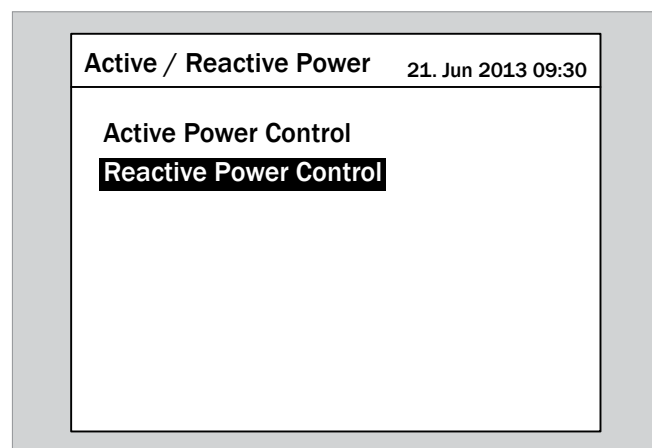 Active / Reactive Power 21. Jun 2013 09:30
Active Power Control
Reactive Power Control